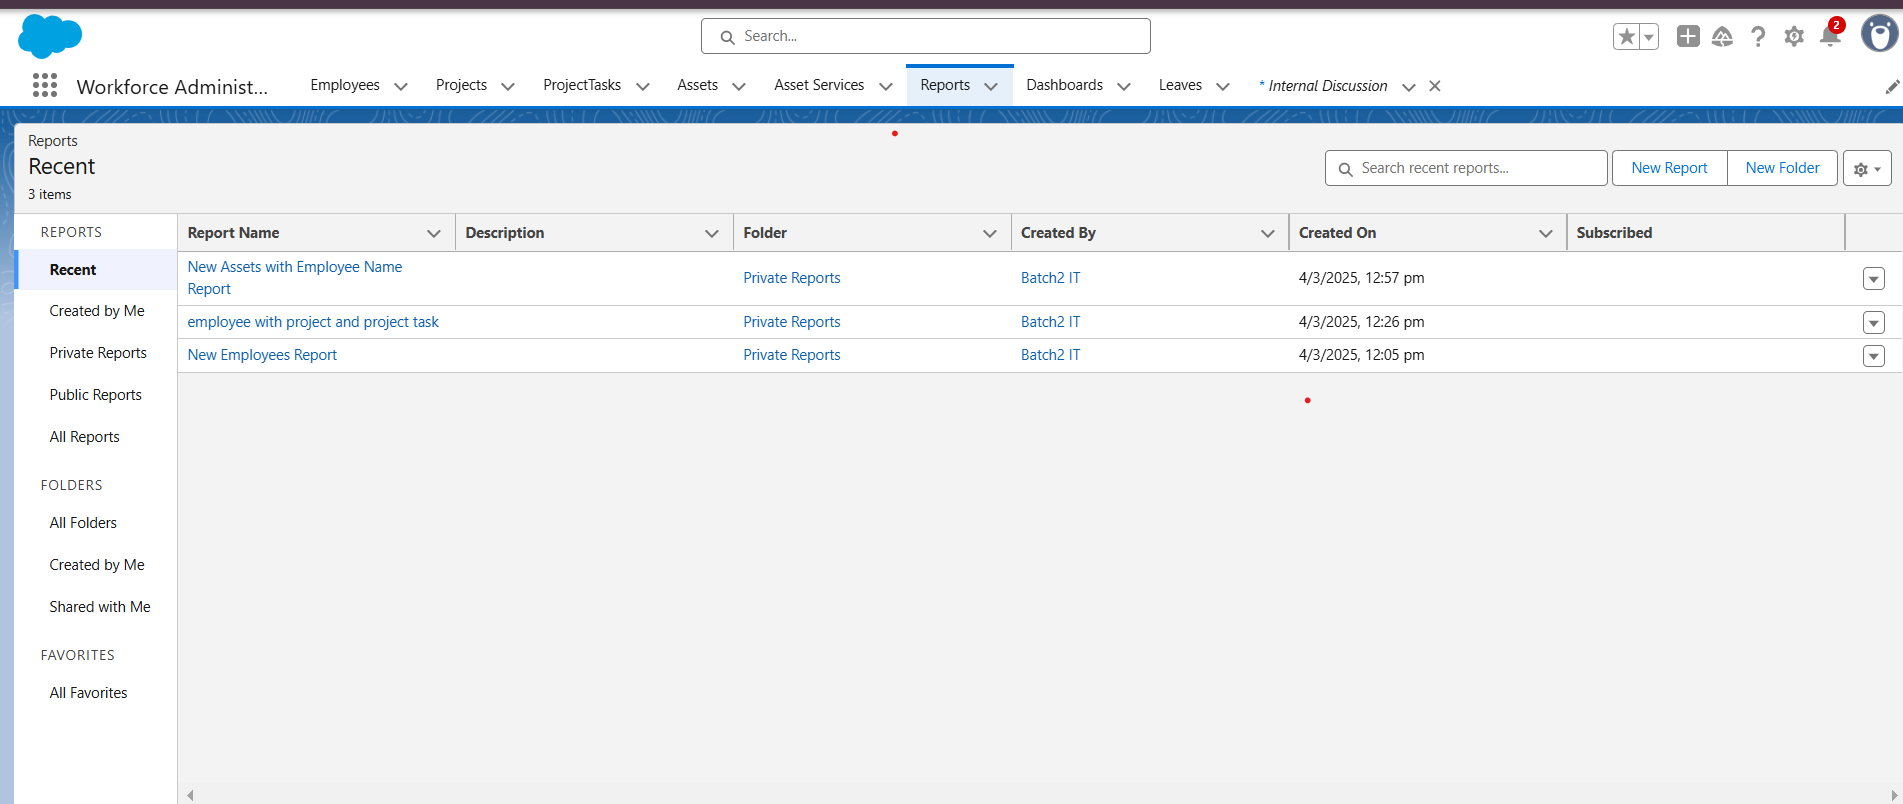 Search...
2
Workforce Administ...
Employees
Projects
ProjectTasks
Assets
Asset Services
Reports
Dashboards
Leaves
* Internal Discussion
Reports
Recent
3 items
Search recent reports...
New Report
New Folder
REPORTS
Recent
Created by Me
Private Reports
Public Reports
All Reports
FOLDERS
All Folders
Created by Me
Shared with Me
FAVORITES
All Favorites
Report Name Description Folder Created By Created On Subscribed
New Assets with Employee Name
Report
Private Reports Batch2 IT 4/3/2025, 12:57 pm
employee with project and project task Private Reports Batch2 IT 4/3/2025, 12:26 pm
New Employees Report Private Reports Batch2 IT 4/3/2025, 12:05 pm